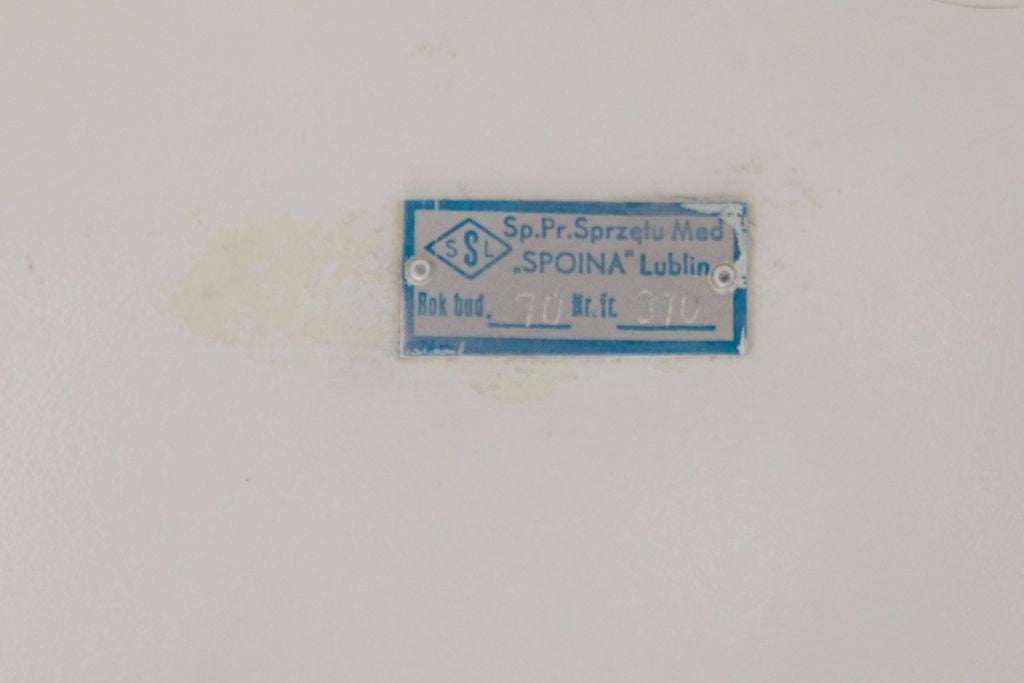 SSL Sp.Pr.Sprzętu Med
„SPOINA” Lublin
Rok bud. 70 Nr. fr. 370